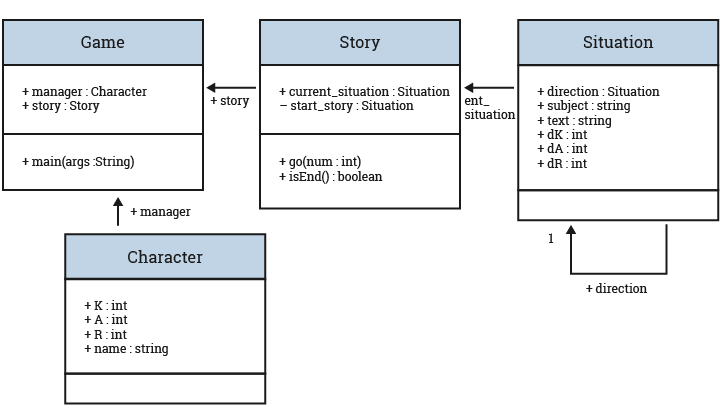 Game
+ manager : Character
+ story : Story
+ main(args :String)
+ story
Story
+ current_situation : Situation
– start_story : Situation
+ go(num : int)
+ isEnd() : boolean
ent_
situation
Situation
+ direction : Situation
+ subject : string
+ text : string
+ dK : int
+ dA : int
+ dR : int
1
+ direction
+ manager
Character
+ K : int
+ A : int
+ R : int
+ name : string